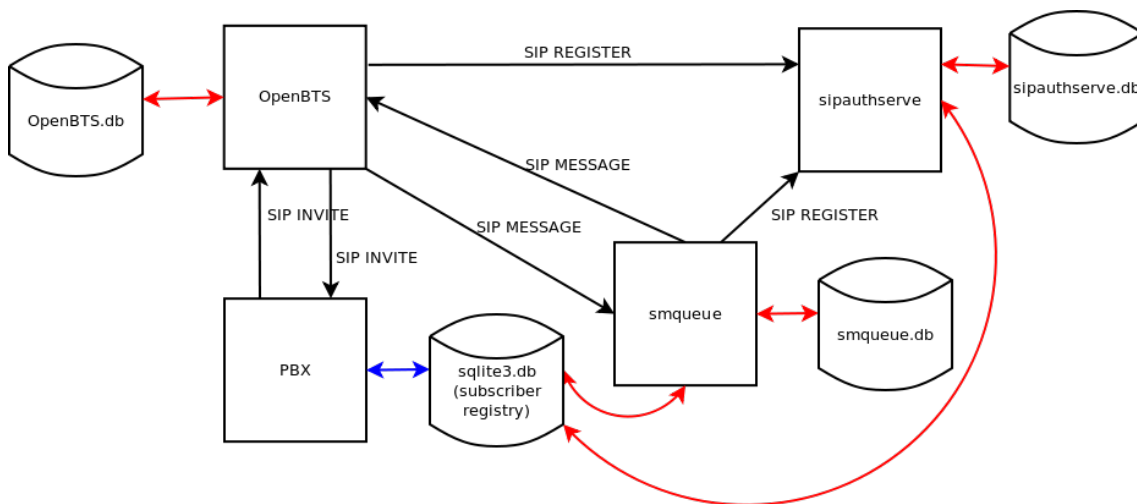 SIP REGISTER
OpenBTS
sipauthserve
sipauthserve.db
OpenBTS.db
SIP MESSAGE
SIP INVITE
SIP MESSAGE
SIP REGISTER
SIP INVITE
smqueue
smqueue.db
PBX
sqlite3.db
(subscriber
registry)